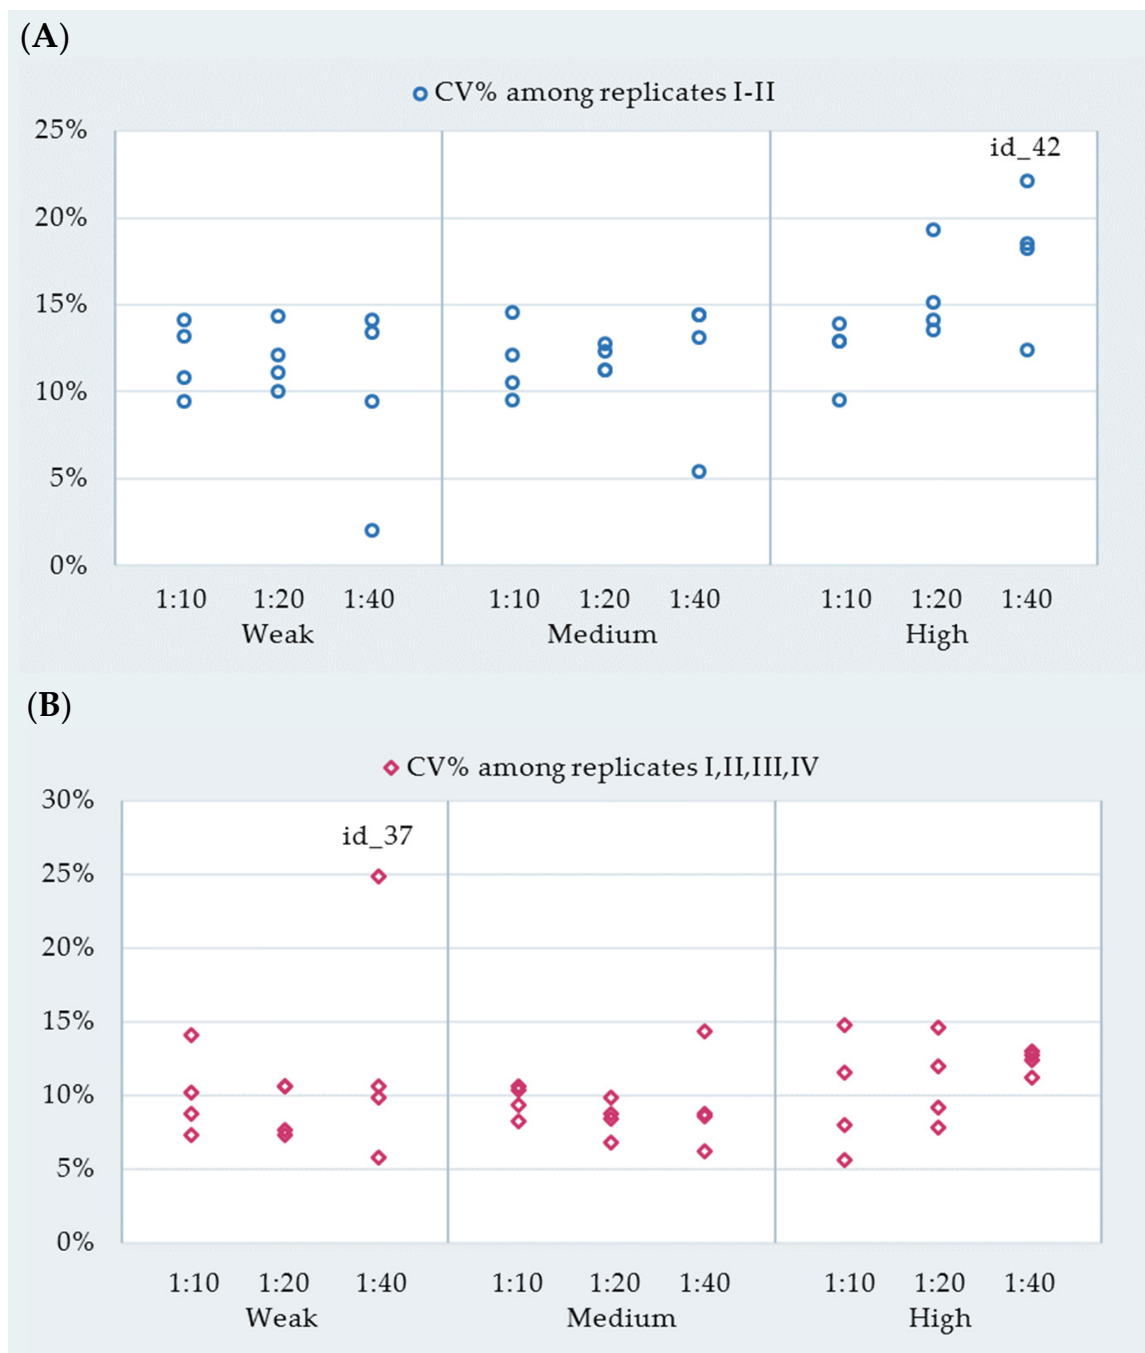 (A)
CV% among replicates I-II
25%
id_42
20%
15%
10%
5%
0%
1:10 1:20 1:40 1:10 1:20 1:40 1:10 1:20 1:40
Weak Medium High
(B)
CV% among replicates I,II,III,IV
30%
id_37
25%
20%
15%
10%
5%
0%
1:10 1:20 1:40 1:10 1:20 1:40 1:10 1:20 1:40
Weak Medium High